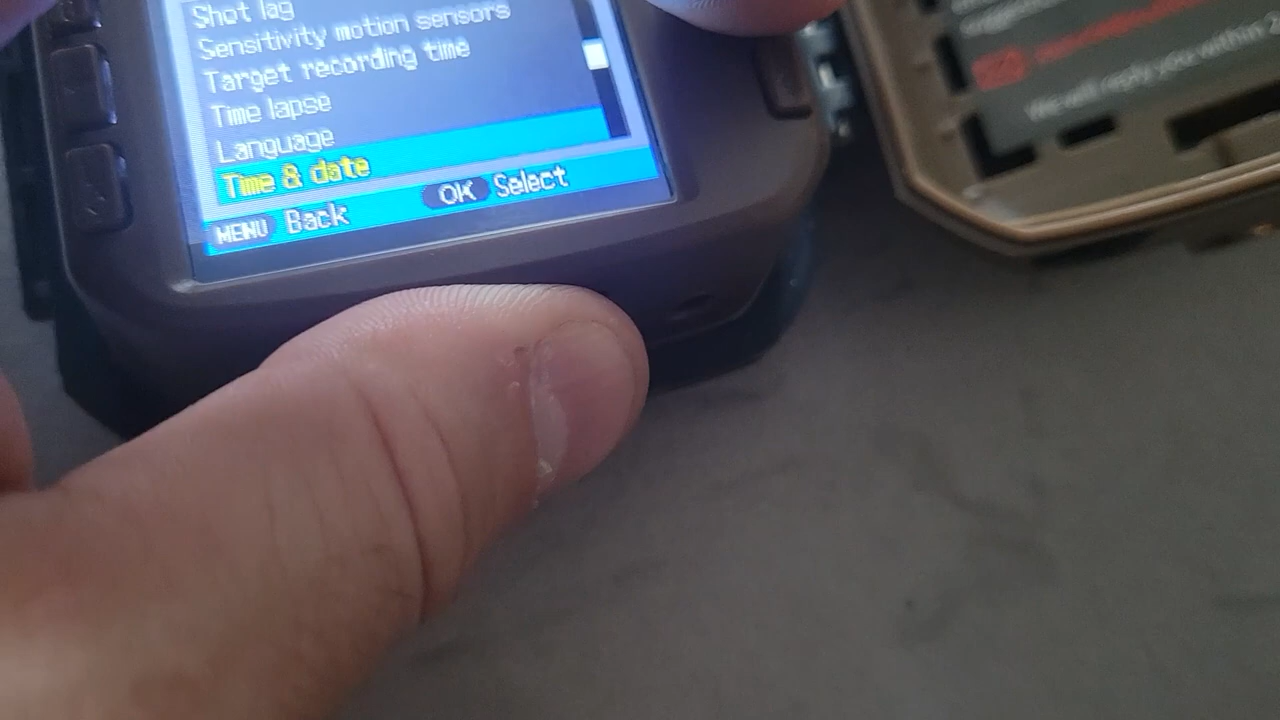 Shot lag
Sensitivity motion sensors
Target recording time
Time lapse
Language
Time & date
MENU Back
OK Select
We will reply you within 2